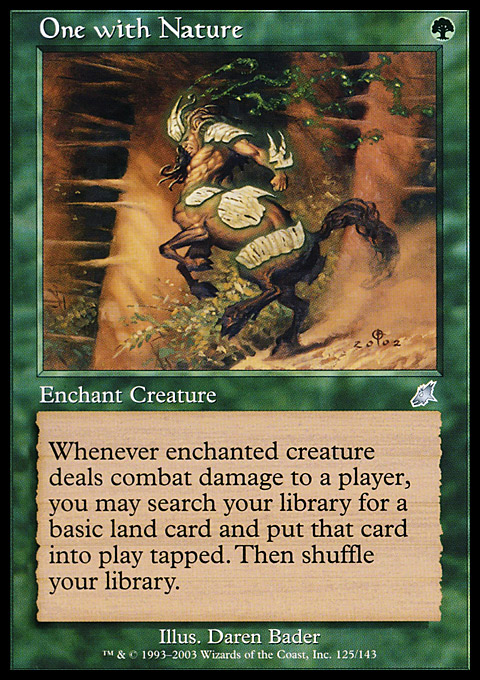 One with Nature
2002
Enchant Creature
Whenever enchanted creature
deals combat damage to a player,
you may search your library for a
basic land card and put that card
into play tapped. Then shuffle
your library.
Illus. Daren Bader
™ & © 1993–2003 Wizards of the Coast, Inc. 125/143